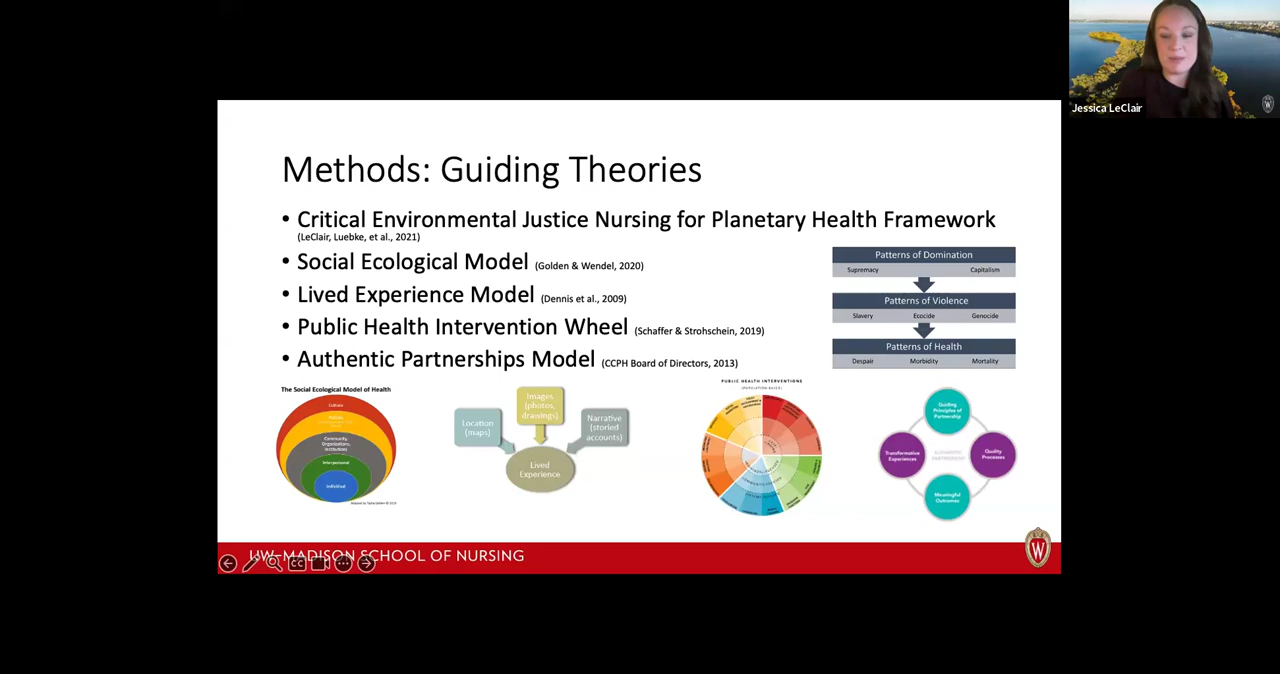 Jessica LeClair
Methods: Guiding Theories
• Critical Environmental Justice Nursing for Planetary Health Framework
(LeClair, Luebke, et al., 2021)
• Social Ecological Model (Golden & Wendel, 2020)
• Lived Experience Model (Dennis et al., 2009)
• Public Health Intervention Wheel (Schaffer & Strohschein, 2019)
• Authentic Partnerships Model (CCPH Board of Directors, 2013)
Patterns of Domination
Supremacy Capitalism
Patterns of Violence
Slavery Ecocide Genocide
Patterns of Health
Despair Morbidity Mortality
The Social Ecological Model of Health
Culture
Community,
Organizations,
Institutions
Interpersonal
Individual
Location
(maps)
Images
(photos,
drawings)
Narrative
(storied
accounts)
Lived
Experience
PUBLIC HEALTH INTERVENTIONS
Guiding
Principles of
Partnership
Transformative
Experiences
Quality
Processes
Meaningful
Outcomes
UW–MADISON SCHOOL OF NURSING
W
CC